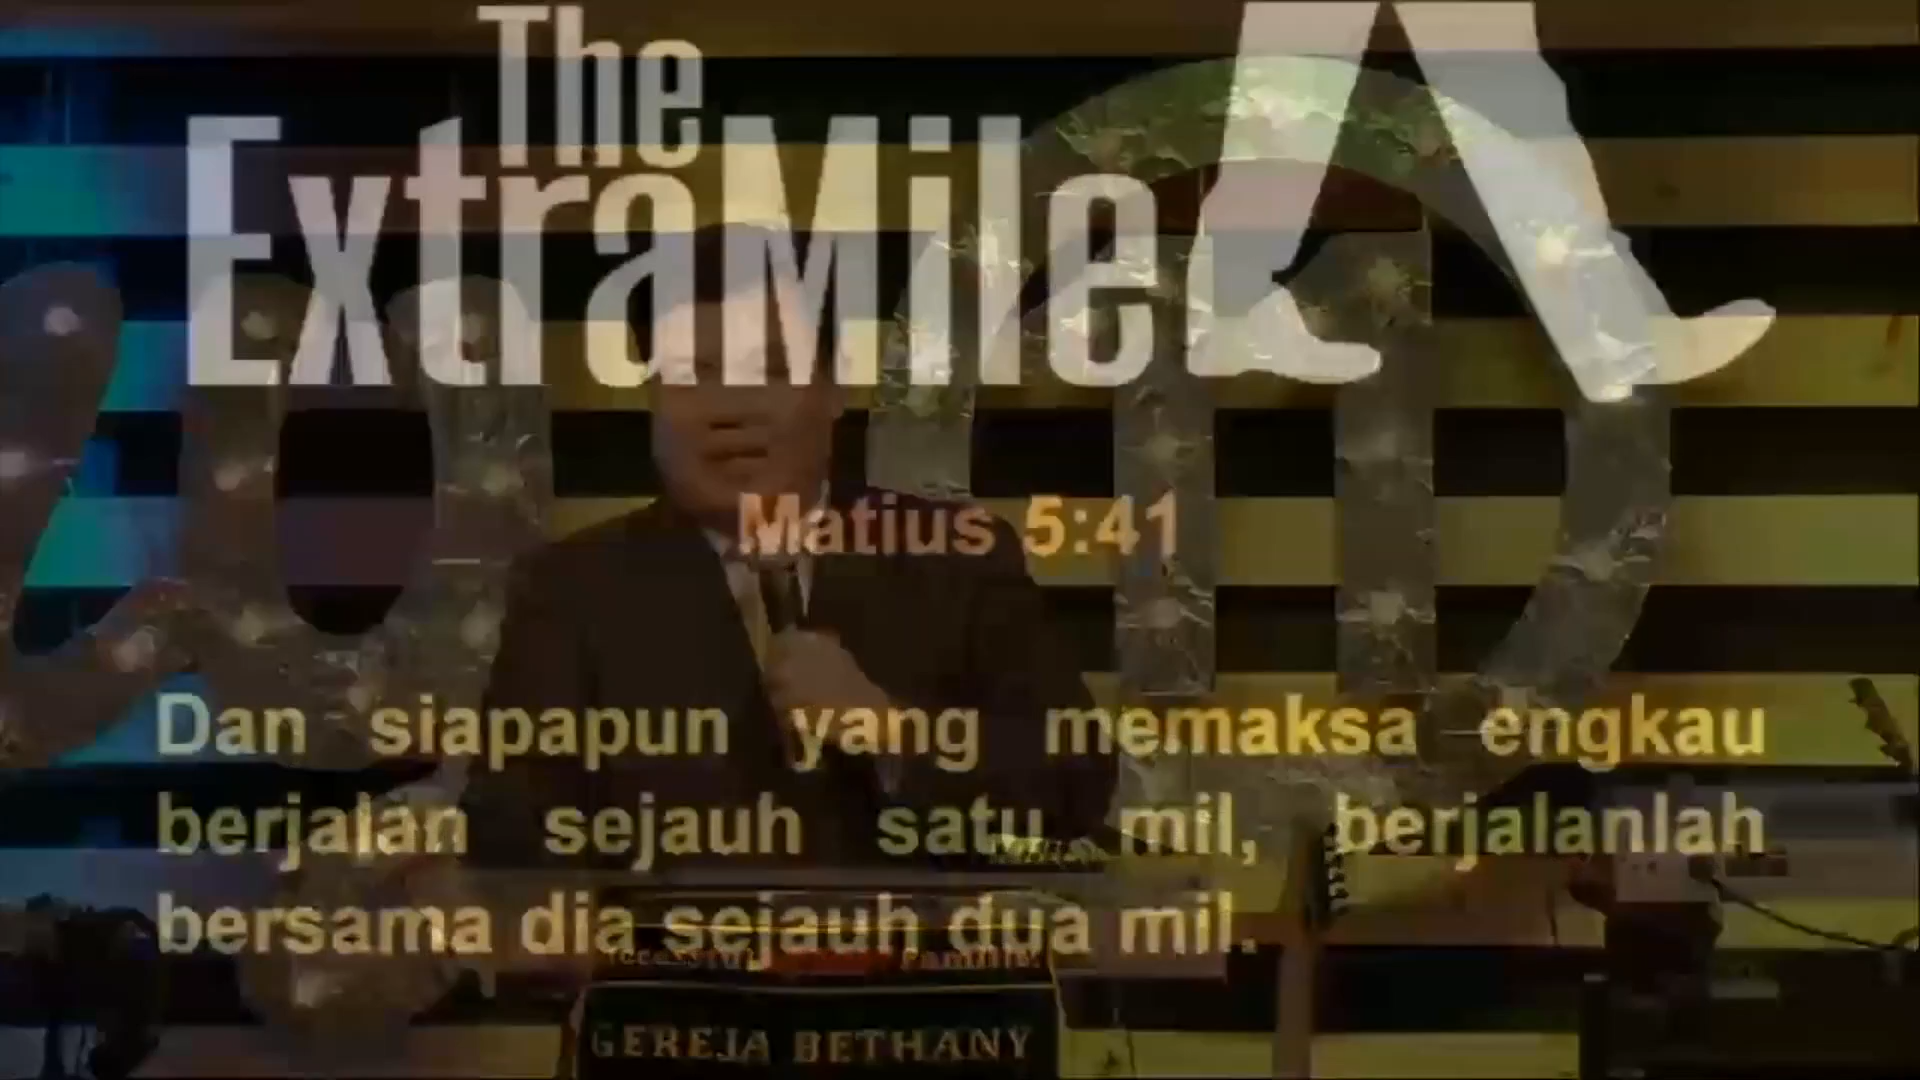 The
ExtraMile
Matius 5:41
Dan siapapun yang memaksa engkau
berjalan sejauh satu mil, berjalanlah
bersama dia sejauh dua mil.
GEREJA BETHANY